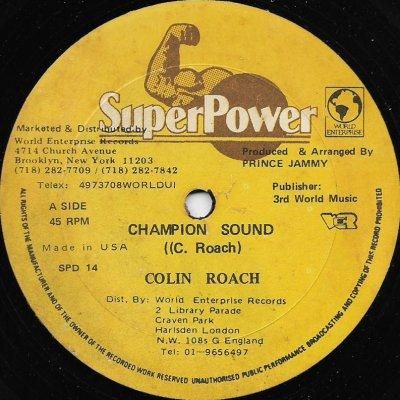 SuperPower
WORLD
ENTERPRISE
Marketed & Distributed by
World Enterprise Records
4714 Church Avenue
Brooklyn, New York 11203
(718) 282-7709 / (718) 282-7842
Telex: 4973708WORLDUI
Produced & Arranged By
PRINCE JAMMY
Publisher:
3rd World Music
WER
A SIDE
45 RPM
Made in USA
SPD 14
CHAMPION SOUND
((C. Roach)
COLIN ROACH
Dist. By: World Enterprise Records
2 Library Parade
Craven Park
Harlsden London
N.W. 108s G England
Tel: 01-9656497
ALL RIGHTS OF THE MANUFACTURER AND OF THE OWNER OF THE RECORDED WORK RESERVED UNAUTHORISED PUBLIC PERFORMANCE BROADCASTING AND COPYING OF THIS RECORD PROHIBITED